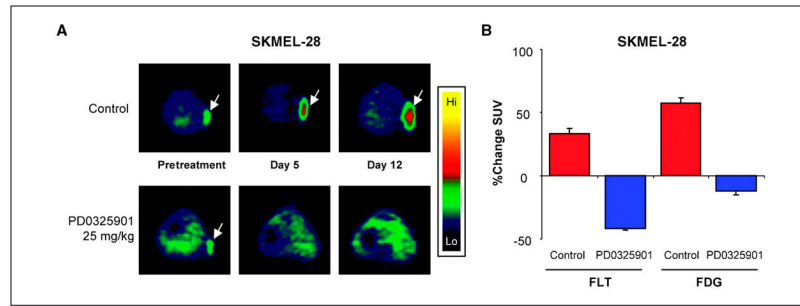 A
SKMEL-28
Control
Hi
Pretreatment Day 5 Day 12
PD0325901
25 mg/kg
Lo
B
SKMEL-28
%Change SUV
100
50
0
-50
Control PD0325901 Control PD0325901
FLT FDG